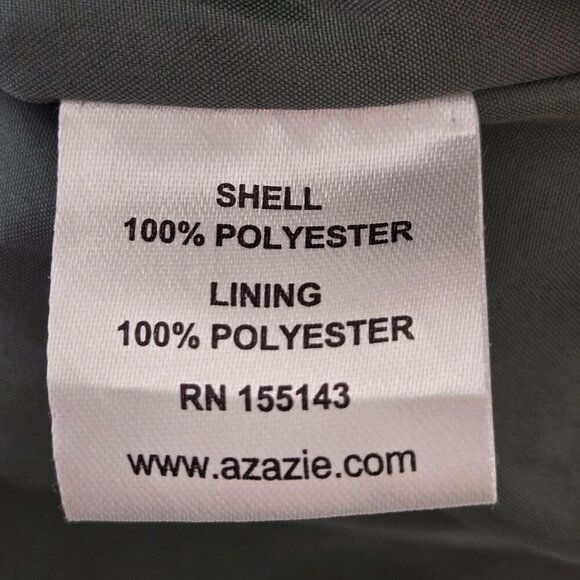 SHELL
100% POLYESTER
LINING
100% POLYESTER
RN 155143
www.azazie.com